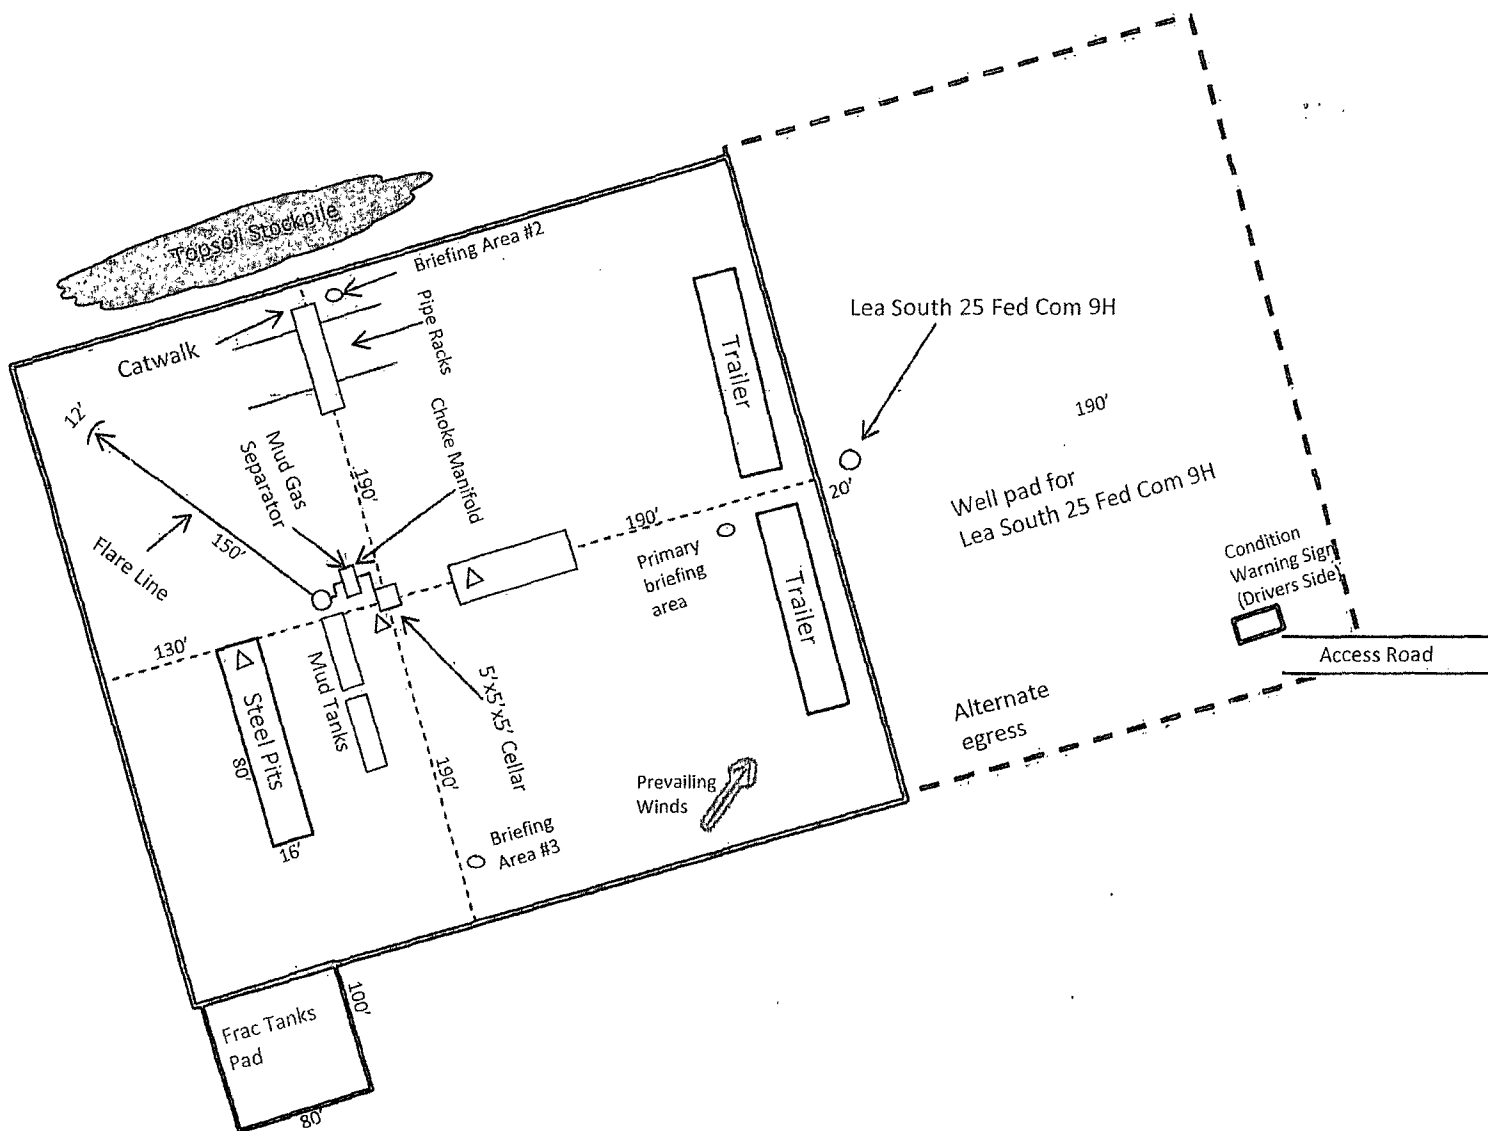 Topsoil Stockpile
Briefing Area #2
Catwalk
Pipe Racks
Trailer
Lea South 25 Fed Com 9H
12'
Mud Gas
Separator
Choke Manifold
190'
190'
Well pad for
Lea South 25 Fed Com 9H
20'
190'
Flare Line
150'
Primary
briefing
area
Condition
Warning Sign
(Drivers Side)
Access Road
Trailer
130'
Steel Pits
80'
16'
Mud Tanks
5'x5'x5' Cellar
190'
Alternate
egress
Prevailing
Winds
Briefing
Area #3
Frac Tanks
Pad
100'
80'